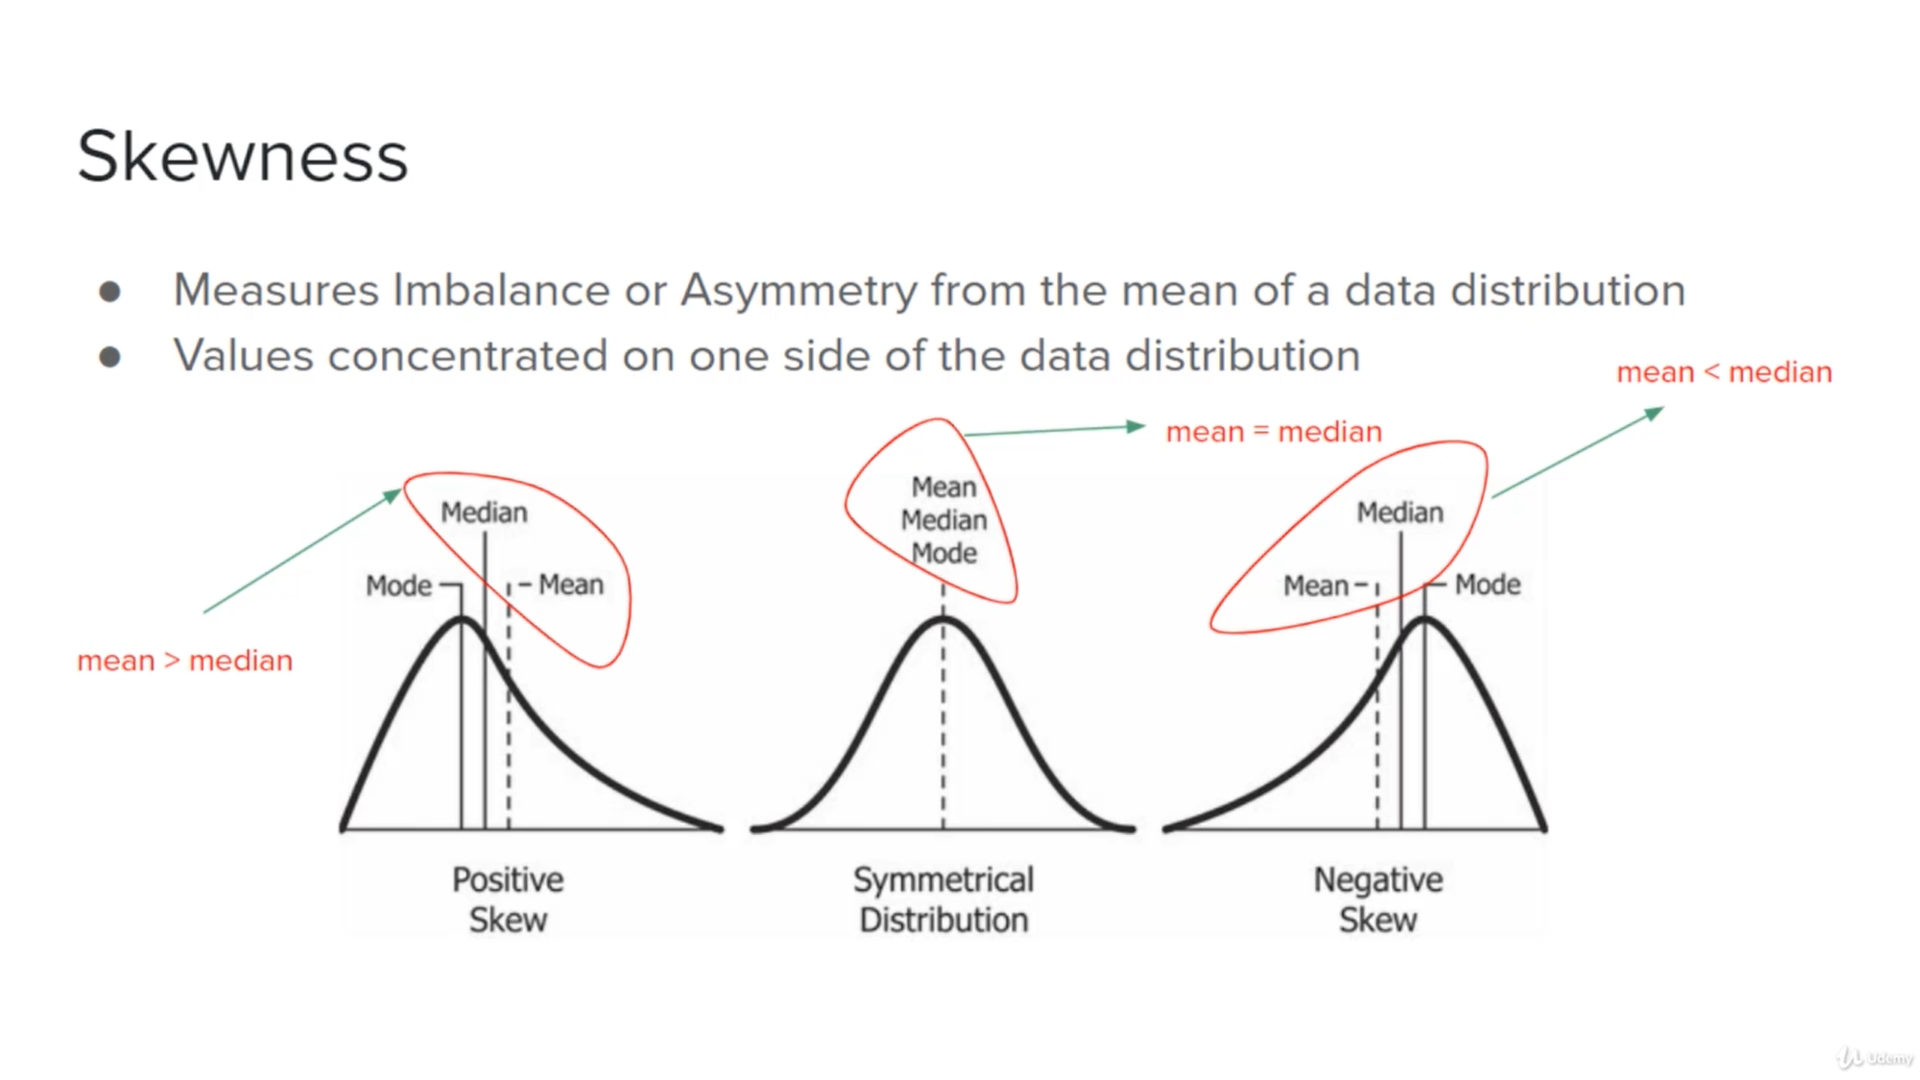 Skewness
● Measures Imbalance or Asymmetry from the mean of a data distribution
● Values concentrated on one side of the data distribution
mean < median
mean = median
mean > median
Median
Mode
Mean
Positive
Skew
Mean
Median
Mode
Symmetrical
Distribution
Median
Mean
Mode
Negative
Skew
Udemy